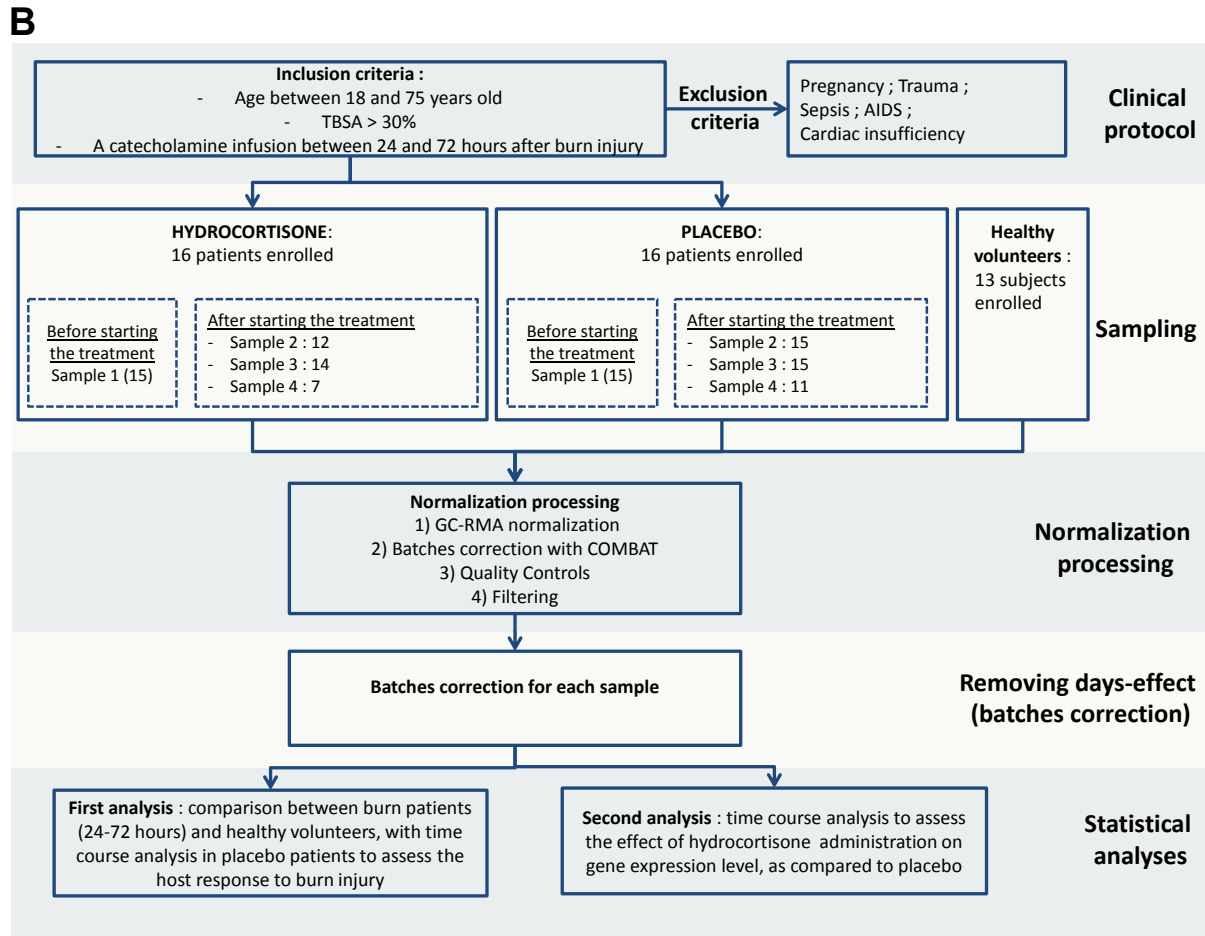 B
Inclusion criteria :
- Age between 18 and 75 years old
- TBSA > 30%
- A catecholamine infusion between 24 and 72 hours after burn injury
Exclusion
criteria
Pregnancy ; Trauma ;
Sepsis ; AIDS ;
Cardiac insufficiency
Clinical
protocol
HYDROCORTISONE:
16 patients enrolled
Before starting
the treatment
Sample 1 (15)
After starting the treatment
- Sample 2 : 12
- Sample 3 : 14
- Sample 4 : 7
PLACEBO:
16 patients enrolled
Before starting
the treatment
Sample 1 (15)
After starting the treatment
- Sample 2 : 15
- Sample 3 : 15
- Sample 4 : 11
Healthy
volunteers :
13 subjects
enrolled
Sampling
Normalization processing
1) GC-RMA normalization
2) Batches correction with COMBAT
3) Quality Controls
4) Filtering
Normalization
processing
Batches correction for each sample
Removing days-effect
(batches correction)
First analysis : comparison between burn patients
(24-72 hours) and healthy volunteers, with time
course analysis in placebo patients to assess the
host response to burn injury
Second analysis : time course analysis to assess
the effect of hydrocortisone administration on
gene expression level, as compared to placebo
Statistical
analyses